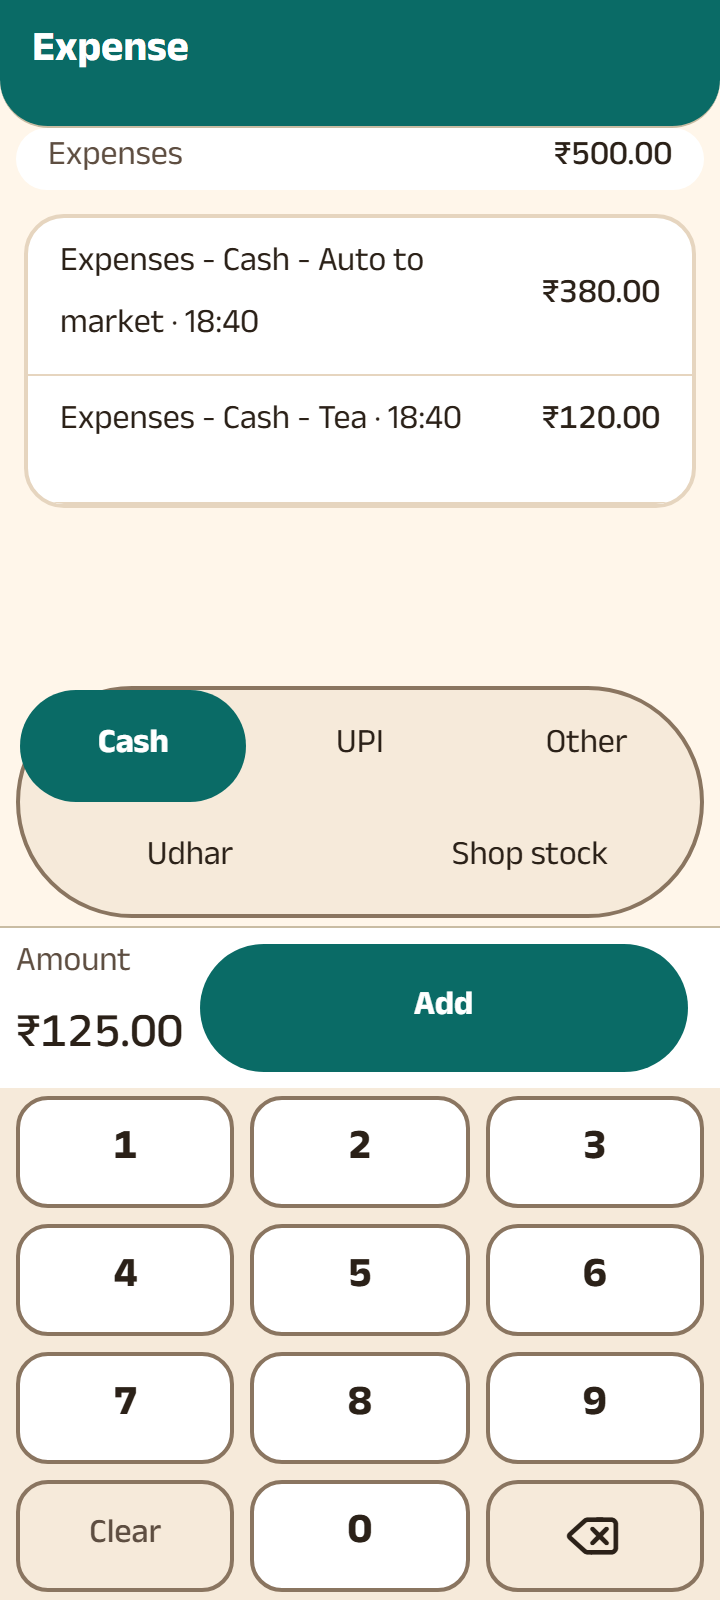 Expense
Expenses ₹500.00
Expenses - Cash - Auto to
market · 18:40 ₹380.00
Expenses - Cash - Tea · 18:40 ₹120.00
Cash UPI Other
Udhar Shop stock
Amount
₹125.00 Add
1 2 3
4 5 6
7 8 9
Clear 0